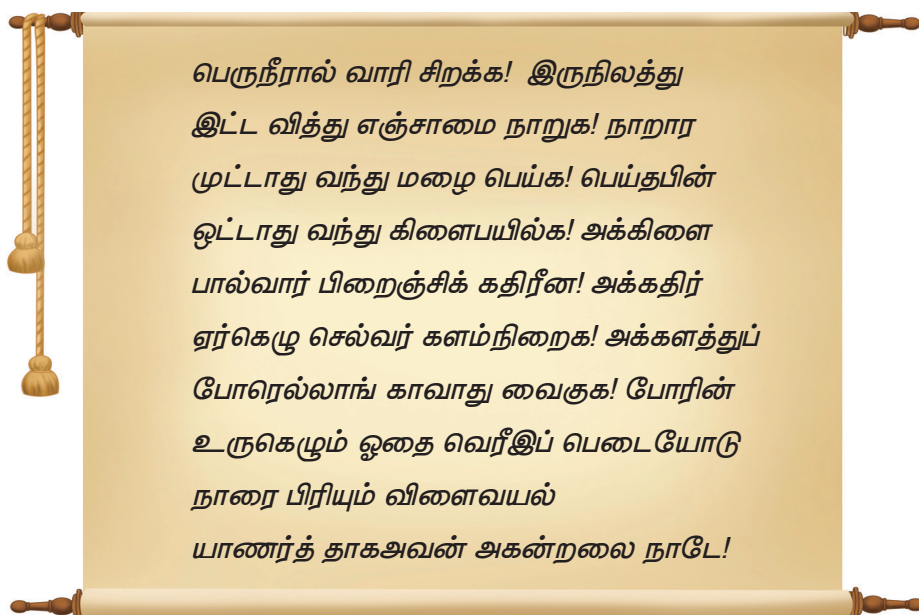 பெருநீரால் வாரி சிறக்க! இருநிலத்து
இட்ட வித்து எஞ்சாமை நாறுக! நாறார
முட்டாது வந்து மழை பெய்க! பெய்தபின்
ஒட்டாது வந்து கிளைபயில்க! அக்கிளை
பால்வார் பிறைஞ்சிக் கதிரீன! அக்கதிர்
ஏர்கெழு செல்வர் களம்நிறைக! அக்களத்துப்
போரெல்லாங் காவாது வைகுக! போரின்
உருகெழும் ஓதை வெரீஇப் பெடையோடு
நாரை பிரியும் விளைவயல்
யாணர்த் தாகஅவன் அகன்றலை நாடே!